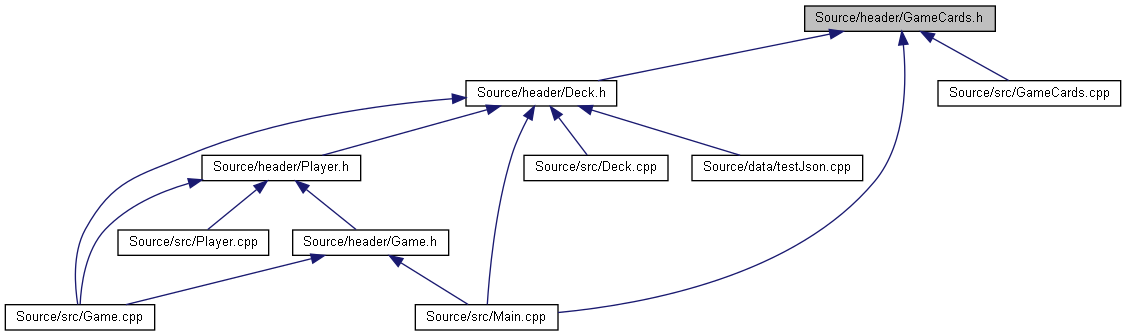 Source/header/GameCards.h
Source/header/Deck.h
Source/src/GameCards.cpp
Source/header/Player.h
Source/src/Deck.cpp
Source/data/testJson.cpp
Source/src/Player.cpp
Source/header/Game.h
Source/src/Game.cpp
Source/src/Main.cpp